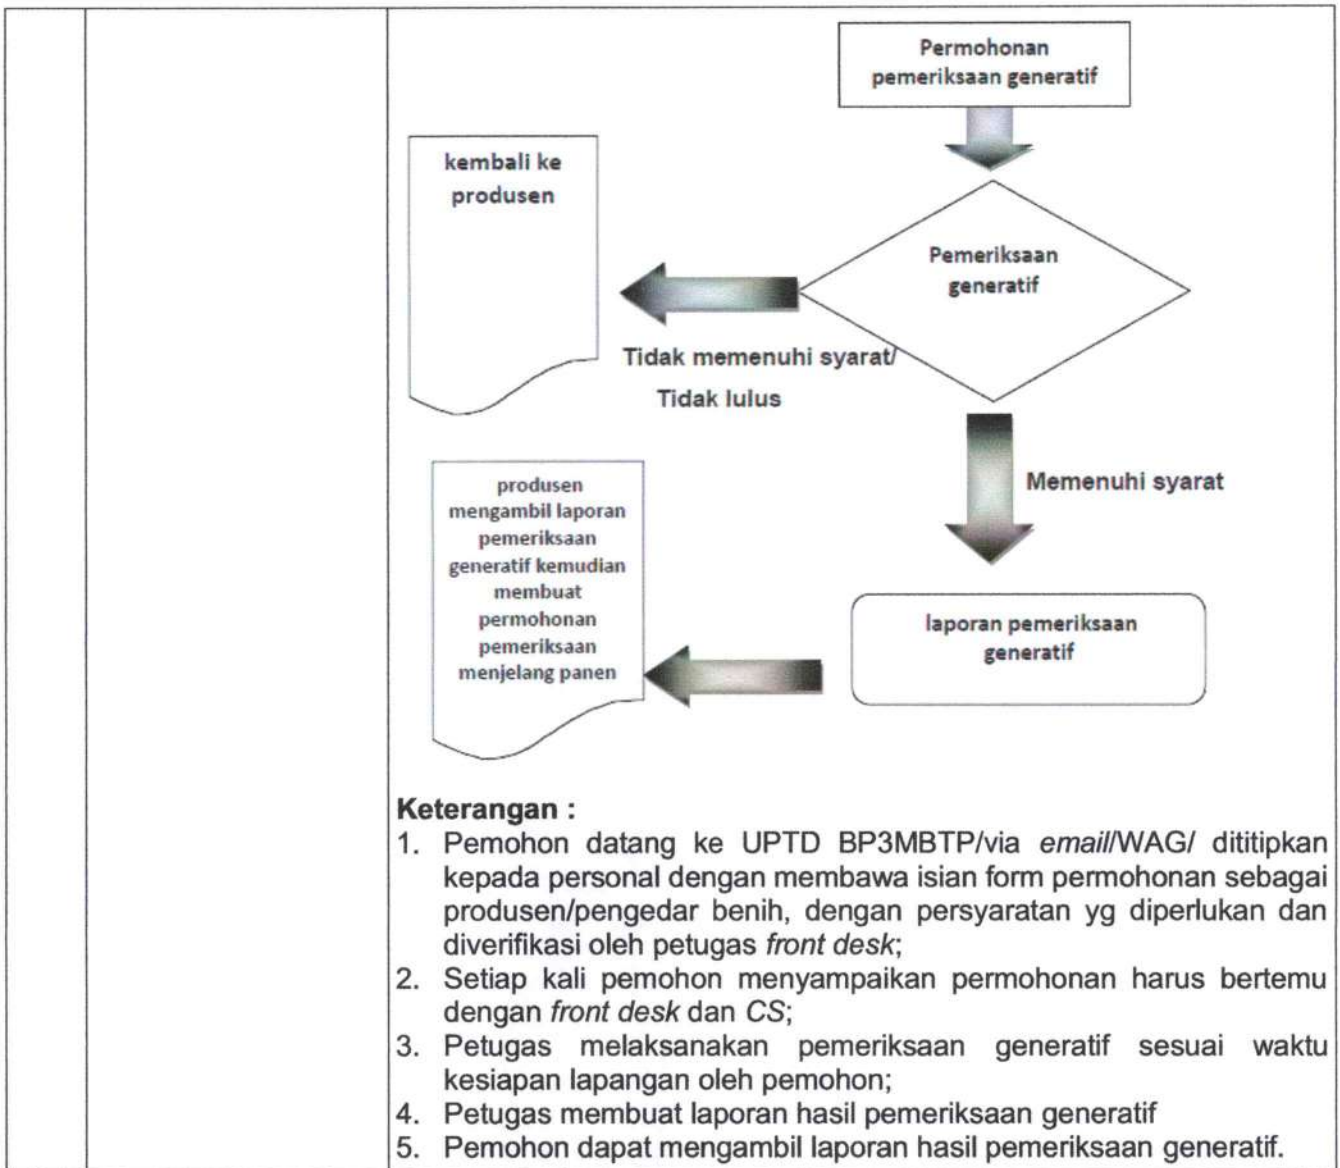 Permohonan
pemeriksaan generatif
kembali ke
produsen
Pemeriksaan
generatif
Tidak memenuhi syarat/
Tidak lulus
Memenuhi syarat
produsen
mengambil laporan
pemeriksaan
generatif kemudian
membuat
permohonan
pemeriksaan
menjelang panen
laporan pemeriksaan
generatif
Keterangan :
1. Pemohon datang ke UPTD BP3MBTP/via email/WAG/ dititipkan
kepada personal dengan membawa isian form permohonan sebagai
produsen/pengedar benih, dengan persyaratan yg diperlukan dan
diverifikasi oleh petugas front desk;
2. Setiap kali pemohon menyampaikan permohonan harus bertemu
dengan front desk dan CS;
3. Petugas melaksanakan pemeriksaan generatif sesuai waktu
kesiapan lapangan oleh pemohon;
4. Petugas membuat laporan hasil pemeriksaan generatif
5. Pemohon dapat mengambil laporan hasil pemeriksaan generatif.